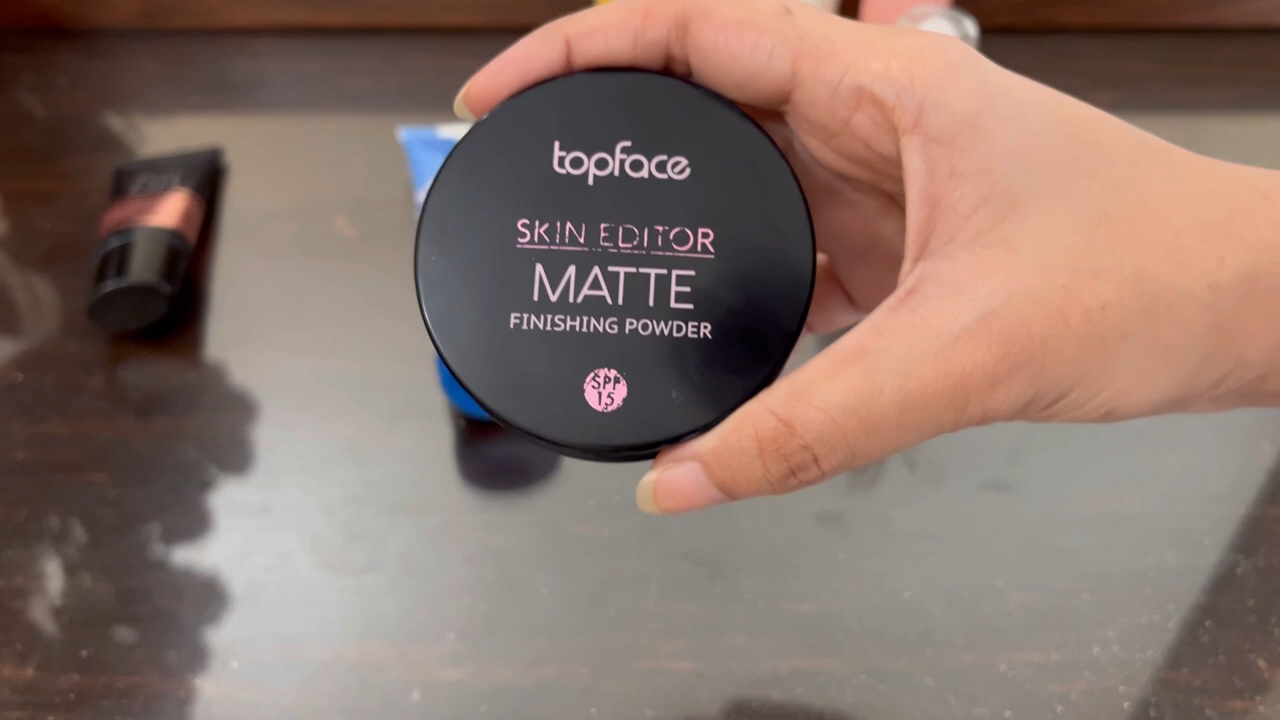 topface
SKIN EDITOR
MATTE
FINISHING POWDER
SPF
15